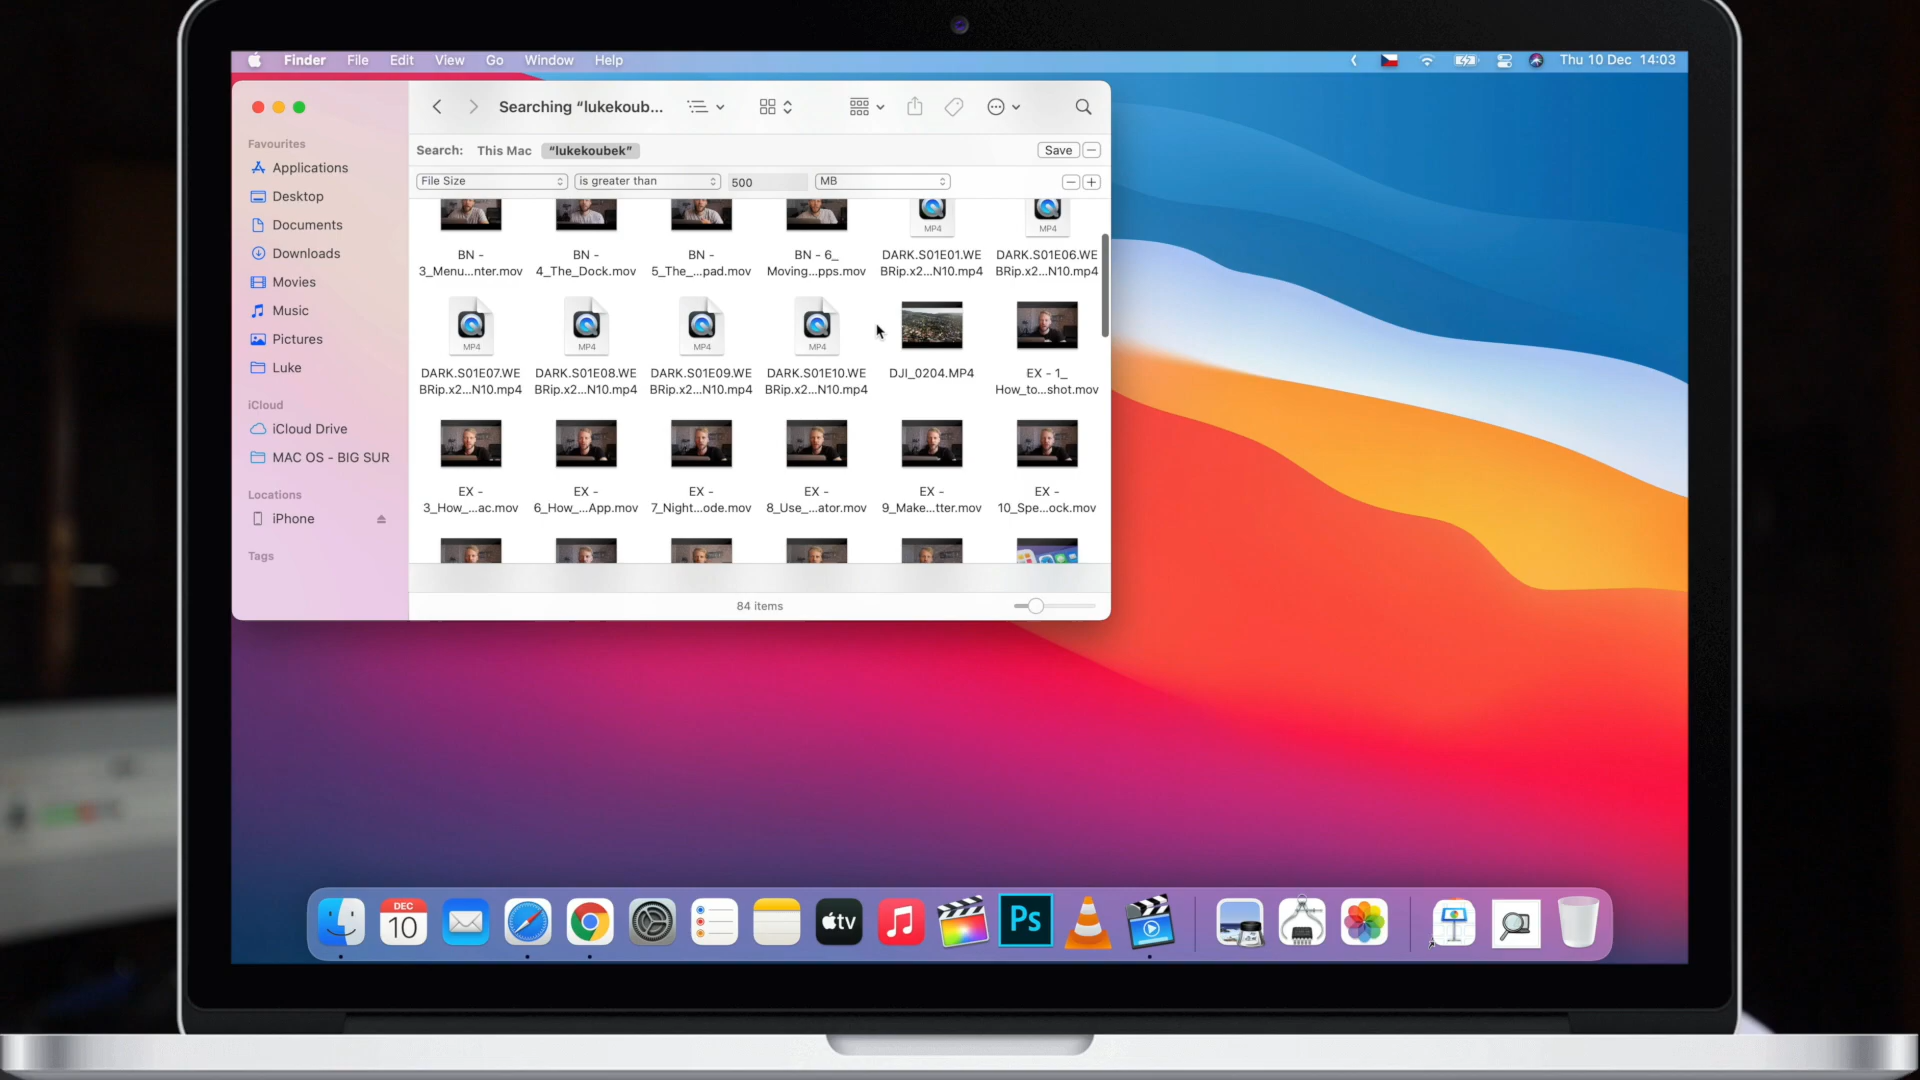 Finder File Edit View Go Window Help Thu 10 Dec 14:03
Searching “lukekoub...
Search: This Mac “lukekoubek” Save
File Size is greater than 500 MB
Favourites
Applications
Desktop
Documents
Downloads
Movies
Music
Pictures
Luke
iCloud
iCloud Drive
MAC OS - BIG SUR
Locations
iPhone
Tags
MP4 MP4
BN - BN - BN - BN - 6_ DARK.S01E01.WE DARK.S01E06.WE
3_Menu...nter.mov 4_The_Dock.mov 5_The_...pad.mov Moving...pps.mov BRip.x2...N10.mp4 BRip.x2...N10.mp4
MP4 MP4 MP4 MP4
DARK.S01E07.WE DARK.S01E08.WE DARK.S01E09.WE DARK.S01E10.WE DJI_0204.MP4 EX - 1_
BRip.x2...N10.mp4 BRip.x2...N10.mp4 BRip.x2...N10.mp4 BRip.x2...N10.mp4 How_to...shot.mov
EX - EX - EX - EX - EX - EX -
3_How_...ac.mov 6_How_...App.mov 7_Night...ode.mov 8_Use_...ator.mov 9_Make...tter.mov 10_Spe...ock.mov
84 items
DEC
10
tv
Ps